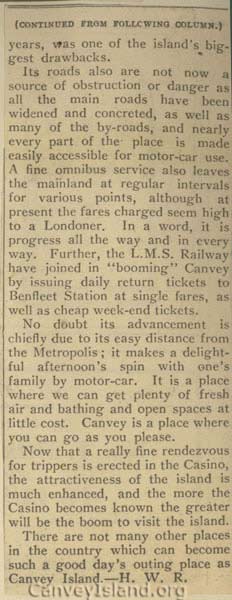 (CONTINUED FROM FOLLOWING COLUMN.)
years, was one of the island's big-
gest drawbacks.
Its roads also are not now a
source of obstruction or danger as
all the main roads have been
widened and concreted, as well as
many of the by-roads, and nearly
every part of the place is made
easily accessible for motor-car use.
A fine omnibus service also leaves
the mainland at regular intervals
for various points, although at
present the fares charged seem high
to a Londoner. In a word, it is
progress all the way and in every
way. Further, the L.M.S. Railway
have joined in "booming" Canvey
by issuing daily return tickets to
Benfleet Station at single fares, as
well as cheap week-end tickets.
No doubt its advancement is
chiefly due to its easy distance from
the Metropolis; it makes a delight-
ful afternoon's spin with one's
family by motor-car. It is a place
where we can get plenty of fresh
air and bathing and open spaces at
little cost. Canvey is a place where
you can go as you please.
Now that a really fine rendezvous
for trippers is erected in the Casino,
the attractiveness of the island is
much enhanced, and the more the
Casino becomes known the greater
will be the boom to visit the island.
There are not many other places
in the country which can become
such a good day's outing place as
Canvey Island.—H. W. R.
CanveyIsland.org